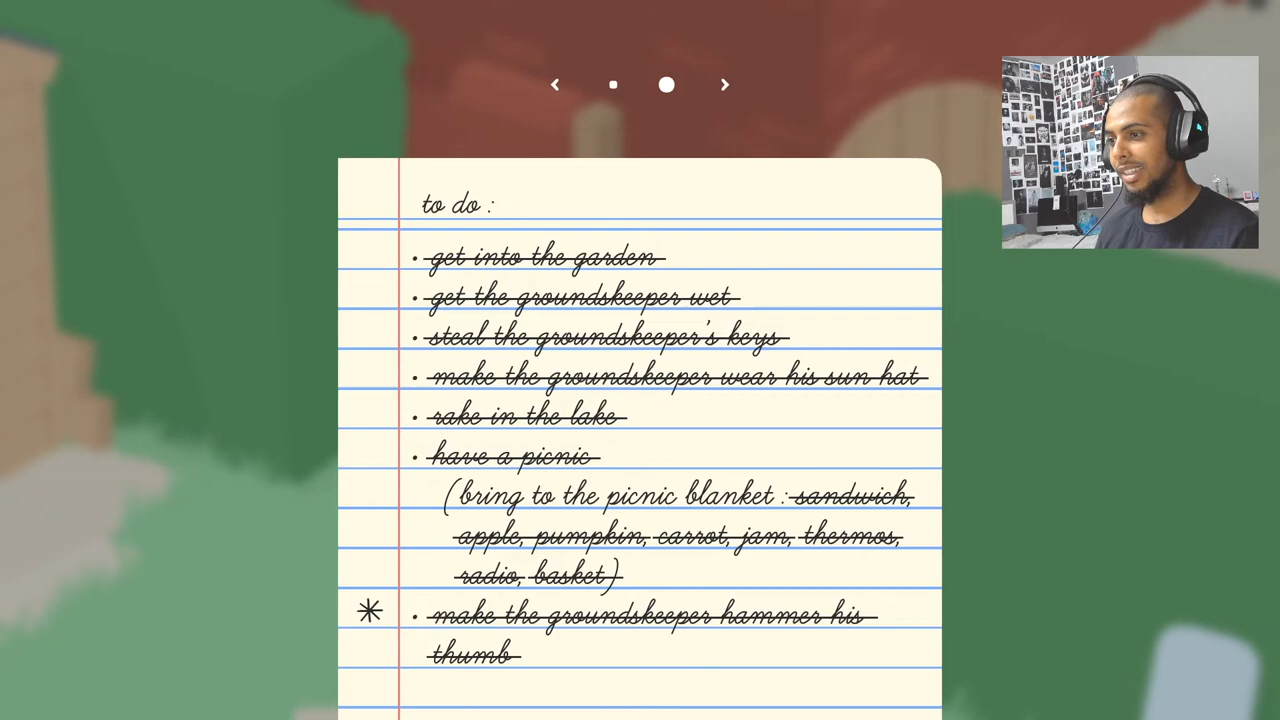 to do :
• get into the garden
• get the groundskeeper wet
• steal the groundskeeper's keys
• make the groundskeeper wear his sun hat
• rake in the lake
• have a picnic
(bring to the picnic blanket : sandwich,
apple, pumpkin, carrot, jam, thermos,
radio, basket)
• make the groundskeeper hammer his
thumb